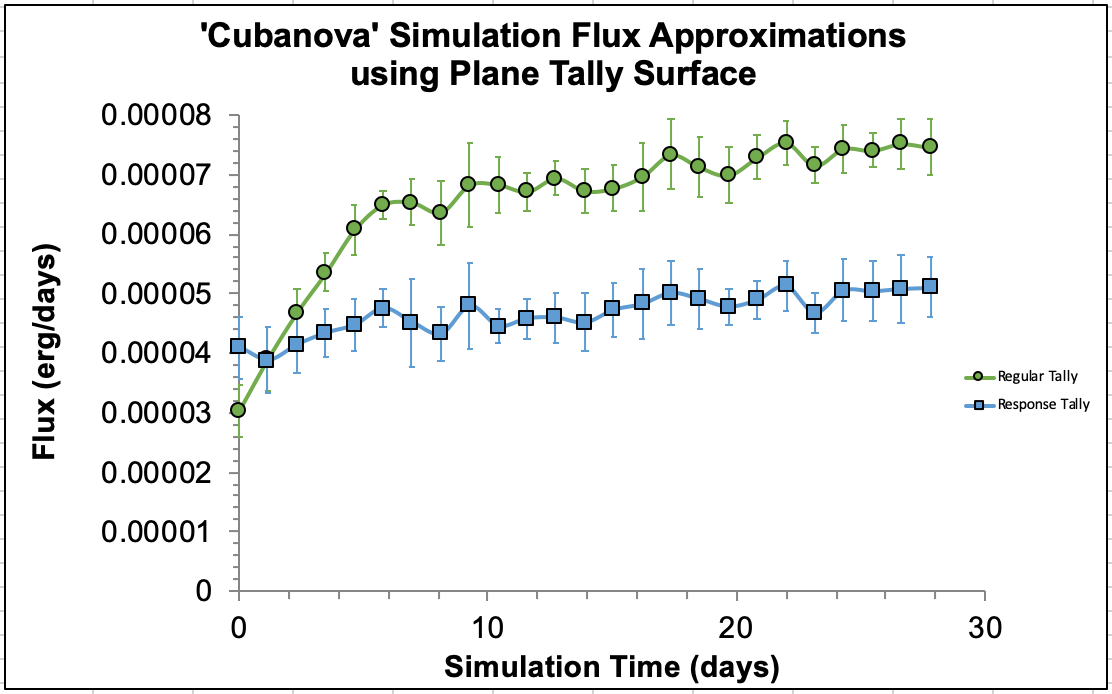 'Cubanova' Simulation Flux Approximations
using Plane Tally Surface
0.00008
0.00007
0.00006
0.00005
0.00004
0.00003
0.00002
0.00001
0
Flux (erg/days)
Regular Tally
Response Tally
0 10 20 30
Simulation Time (days)